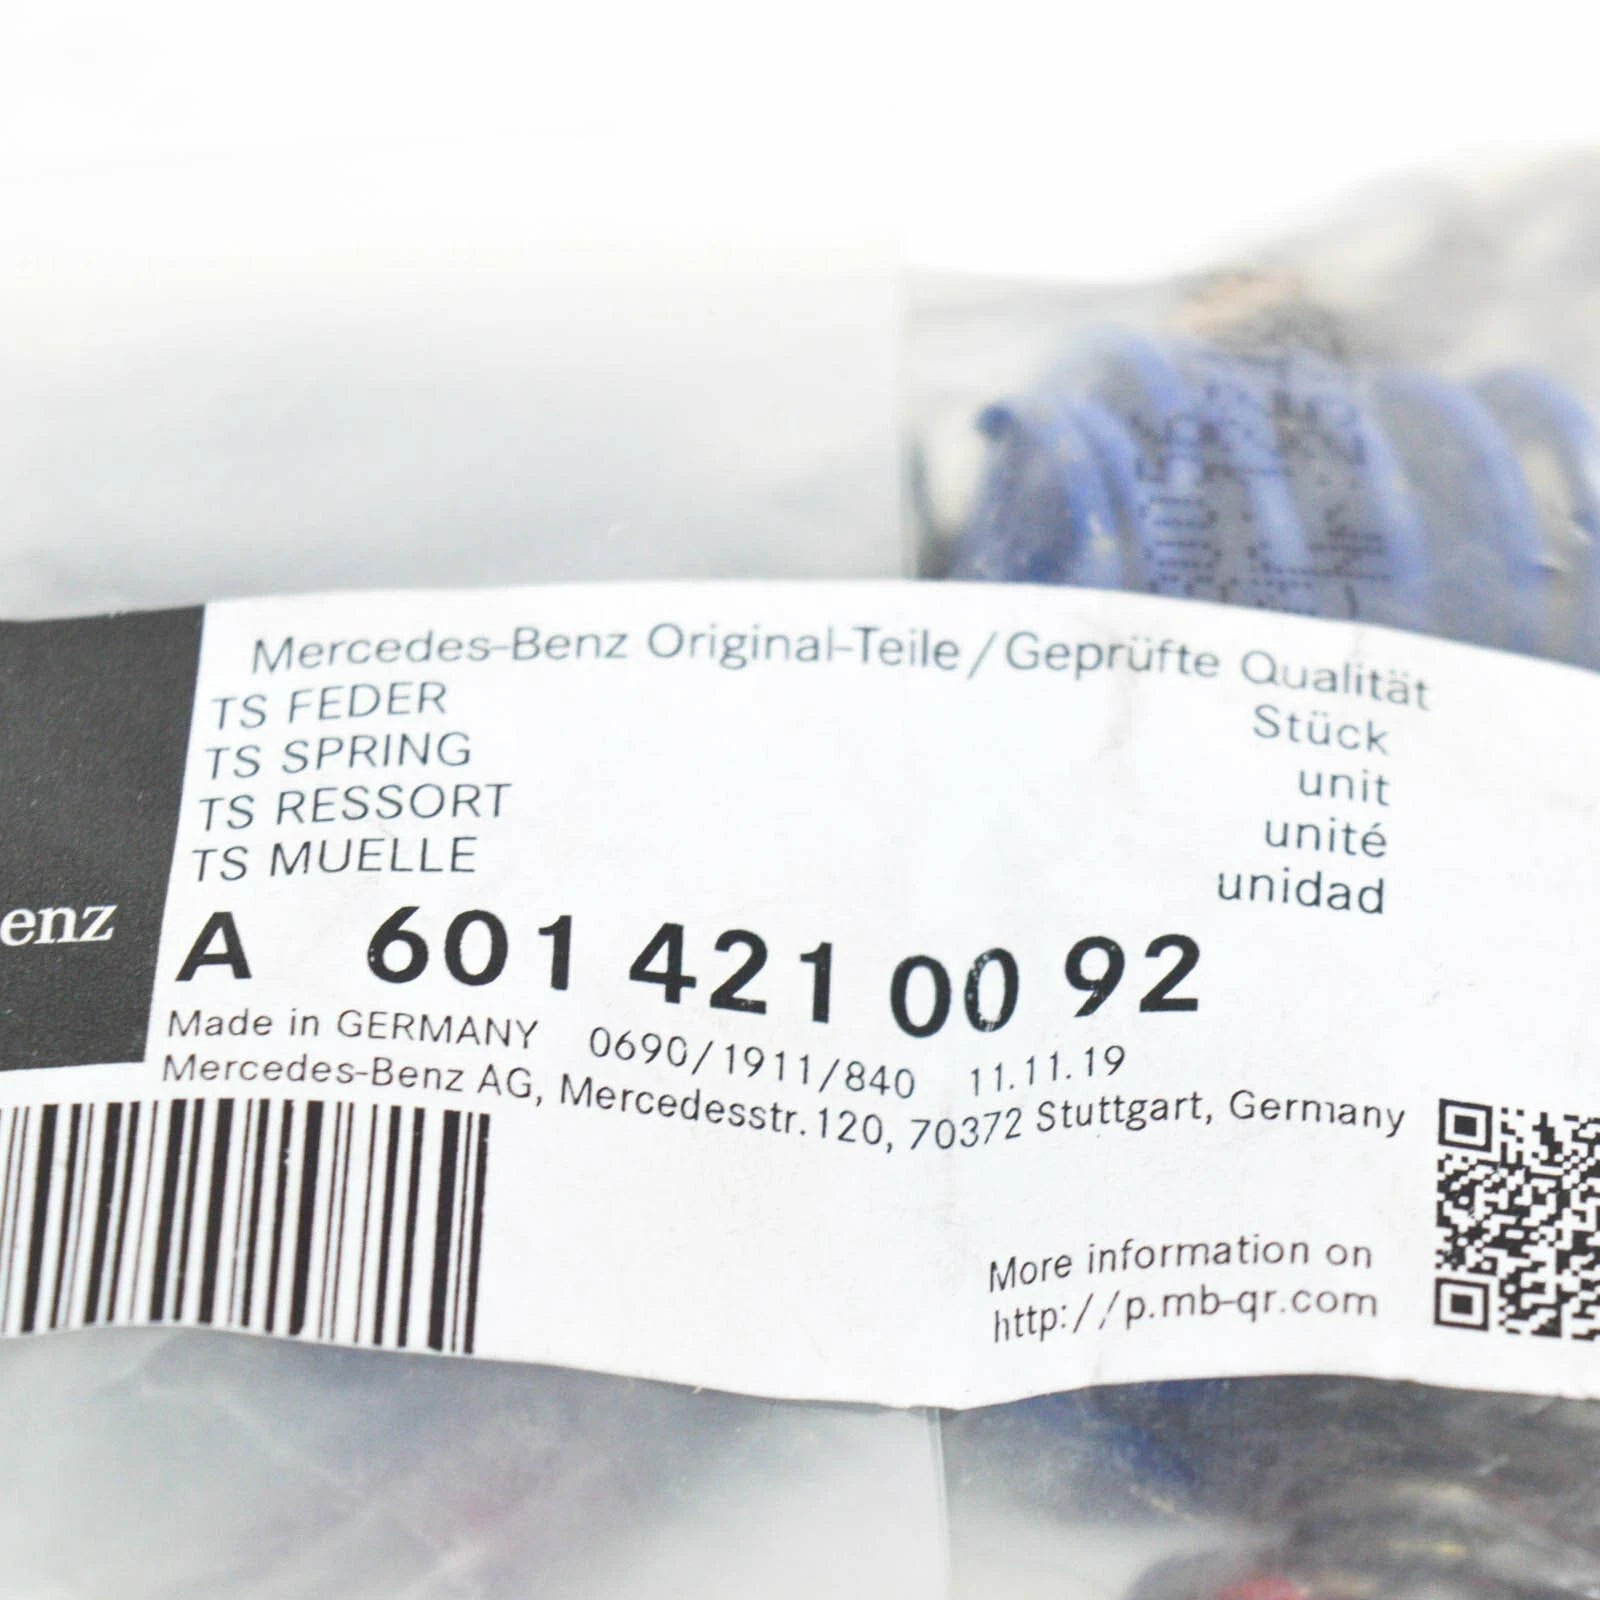 Mercedes-Benz Original-Teile / Geprüfte Qualität
TS FEDER
Stück
TS SPRING
unit
TS RESSORT
unité
TS MUELLE
unidad
enz
A 601 421 00 92
Made in GERMANY 0690/1911/840 11.11.19
Mercedes-Benz AG, Mercedesstr. 120, 70372 Stuttgart, Germany
More information on
http://p.mb-qr.com